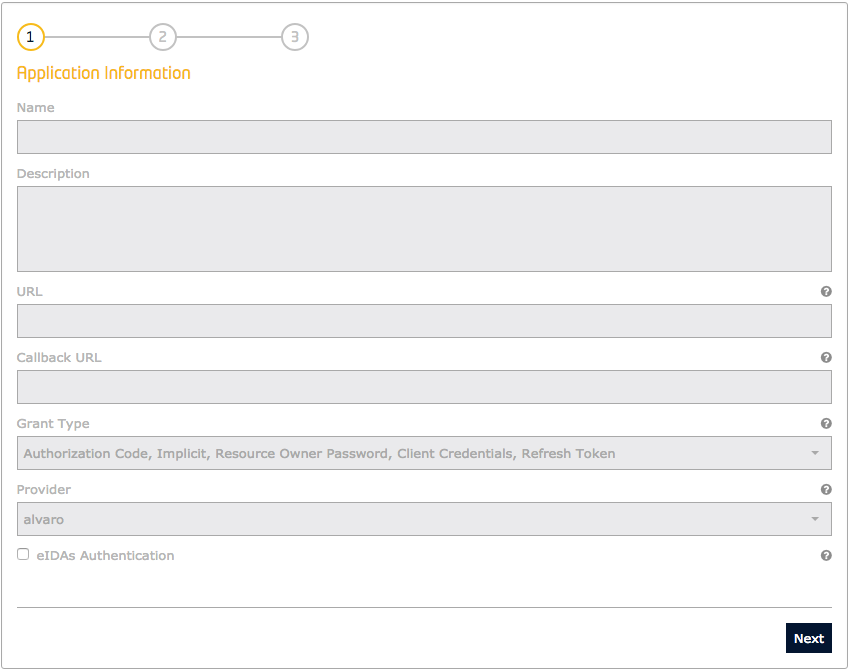 1 2 3
Application Information
Name
Description
URL ?
Callback URL ?
Grant Type ?
Authorization Code, Implicit, Resource Owner Password, Client Credentials, Refresh Token
Provider ?
alvaro
eIDAs Authentication ?
Next